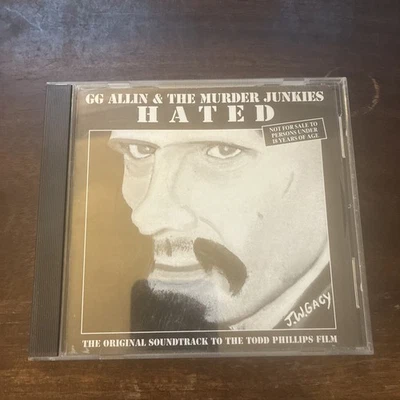 GG ALLIN & THE MURDER JUNKIES
HATED
NOT FOR SALE TO
PERSONS UNDER
18 YEARS OF AGE
J.W.GACY
THE ORIGINAL SOUNDTRACK TO THE TODD PHILLIPS FILM